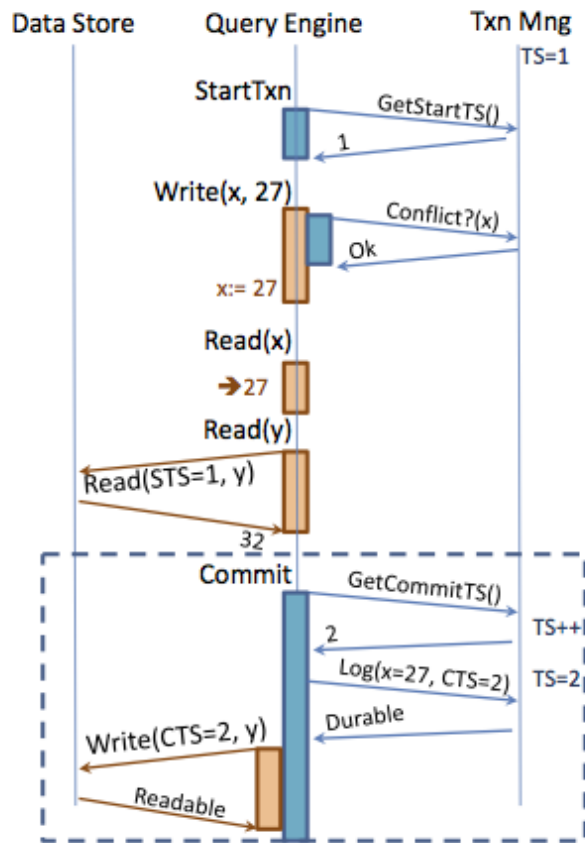 Data Store Query Engine Txn Mng
TS=1
StartTxn
GetStartTS()
1
Write(x, 27)
Conflict?(x)
Ok
x:= 27
Read(x)
➔27
Read(y)
Read(STS=1, y)
32
Commit
GetCommitTS()
2
TS++
Log(x=27, CTS=2)
TS=2
Durable
Write(CTS=2, y)
Readable